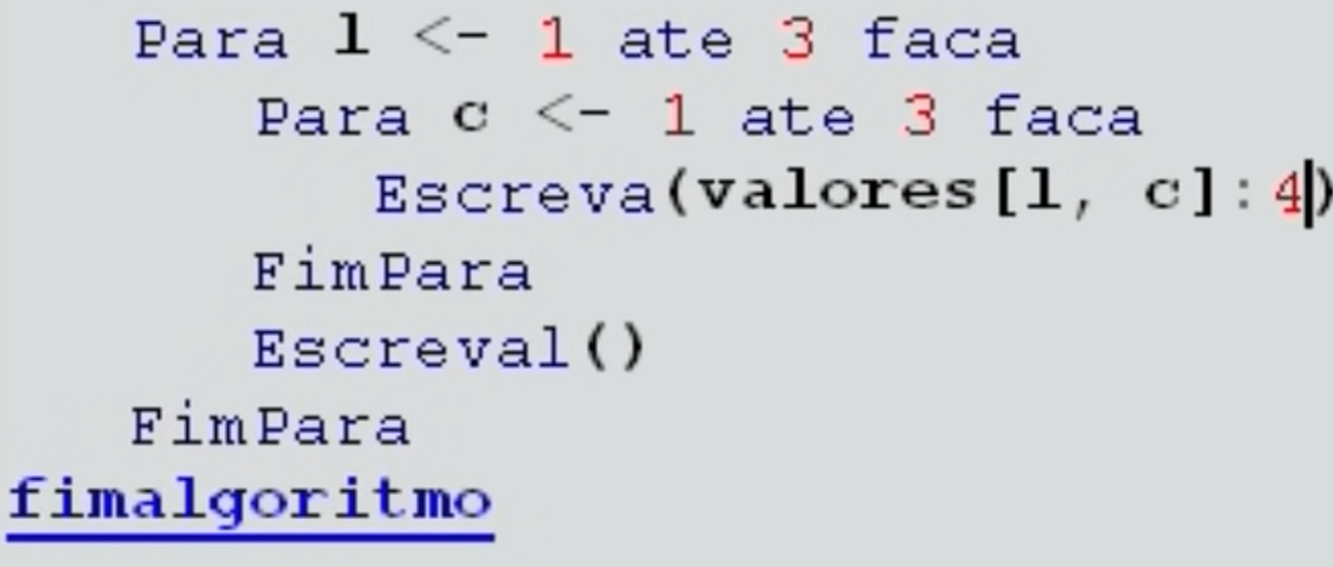 Para l <- 1 ate 3 faca
Para c <- 1 ate 3 faca
Escreva(valores[l, c]:4)
FimPara
Escreval()
FimPara
fimalgoritmo